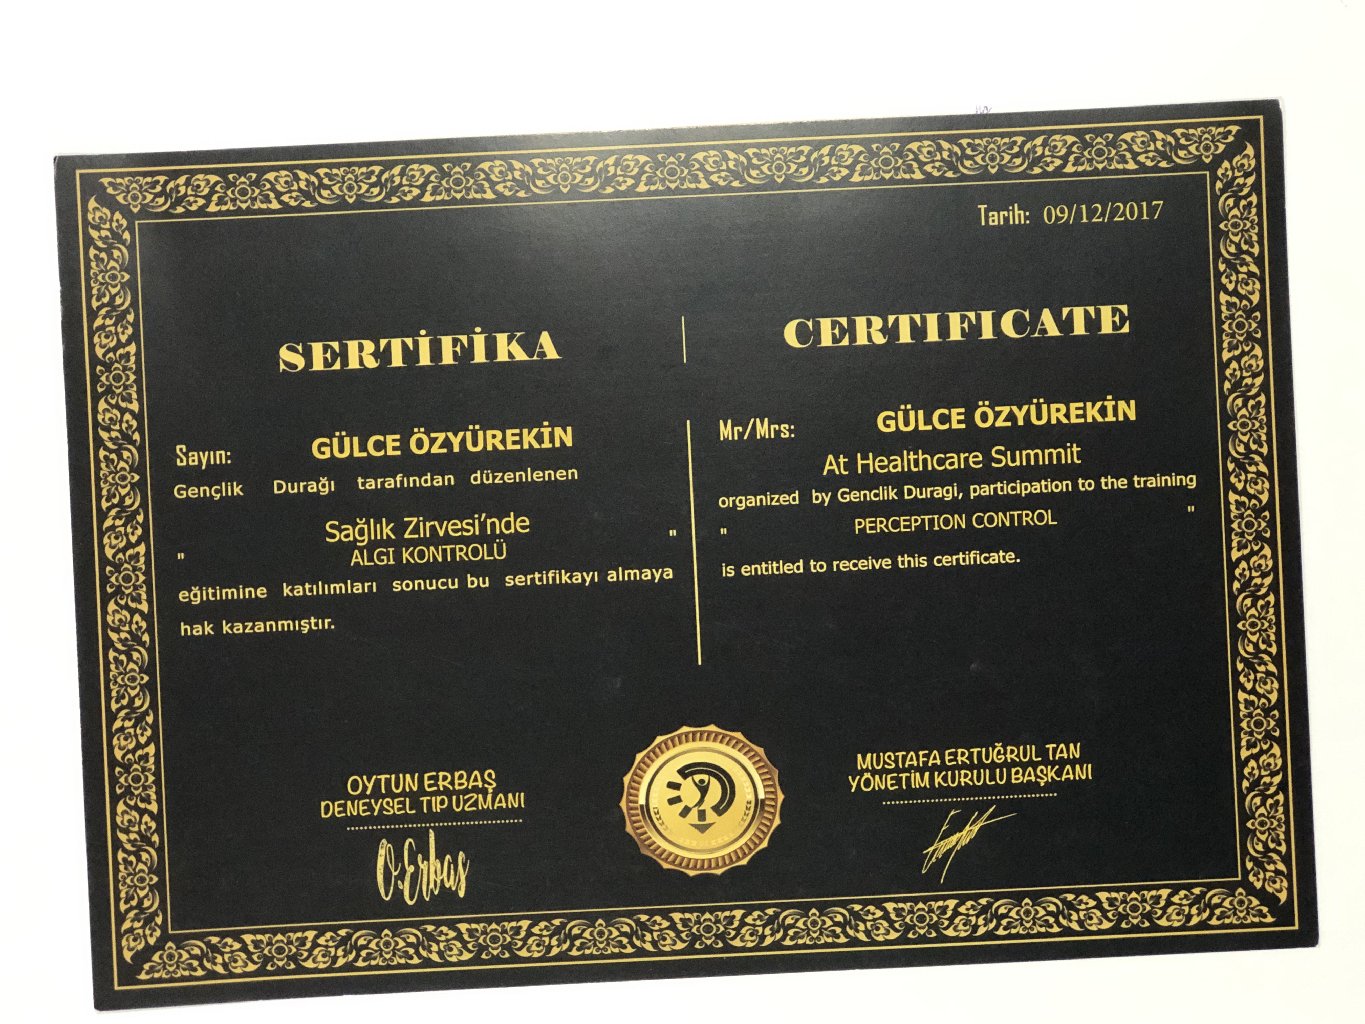 Tarih: 09/12/2017
SERTİFİKA
Sayın: GÜLCE ÖZYÜREKİN
Gençlik Durağı tarafından düzenlenen
Sağlık Zirvesi’nde
" ALGI KONTROLÜ "
eğitimine katılımları sonucu bu sertifikayı almaya
hak kazanmıştır.
OYTUN ERBAŞ
DENEYSEL TIP UZMANI
O.Erbaş
CERTIFICATE
Mr/Mrs: GÜLCE ÖZYÜREKİN
At Healthcare Summit
organized by Genclik Duragi, participation to the training
" PERCEPTION CONTROL "
is entitled to receive this certificate.
MUSTAFA ERTUĞRUL TAN
YÖNETİM KURULU BAŞKANI